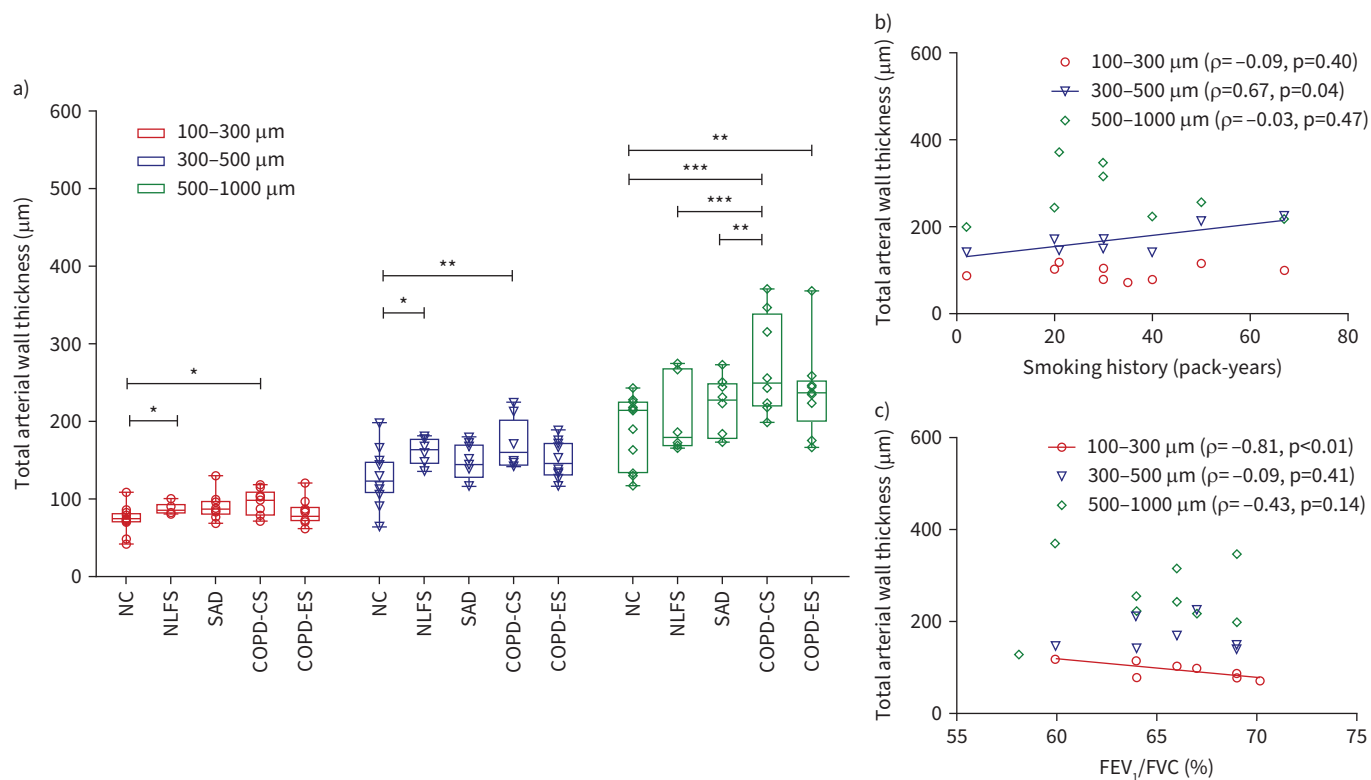 a)
Total arterial wall thickness (μm)
600
500
400
300
200
100
0
100–300 μm
300–500 μm
500–1000 μm
*
*
*
**
**
***
***
**
NC
NLFS
SAD
COPD-CS
COPD-ES
NC
NLFS
SAD
COPD-CS
COPD-ES
NC
NLFS
SAD
COPD-CS
COPD-ES
b)
Total arteral wall thickness (μm)
600
400
200
0
100–300 μm (ρ= –0.09, p=0.40)
300–500 μm (ρ=0.67, p=0.04)
500–1000 μm (ρ= –0.03, p=0.47)
0 20 40 60 80
Smoking history (pack-years)
c)
Total arterial wall thickness (μm)
600
400
200
0
100–300 μm (ρ= –0.81, p<0.01)
300–500 μm (ρ= –0.09, p=0.41)
500–1000 μm (ρ= –0.43, p=0.14)
55 60 65 70 75
FEV₁/FVC (%)